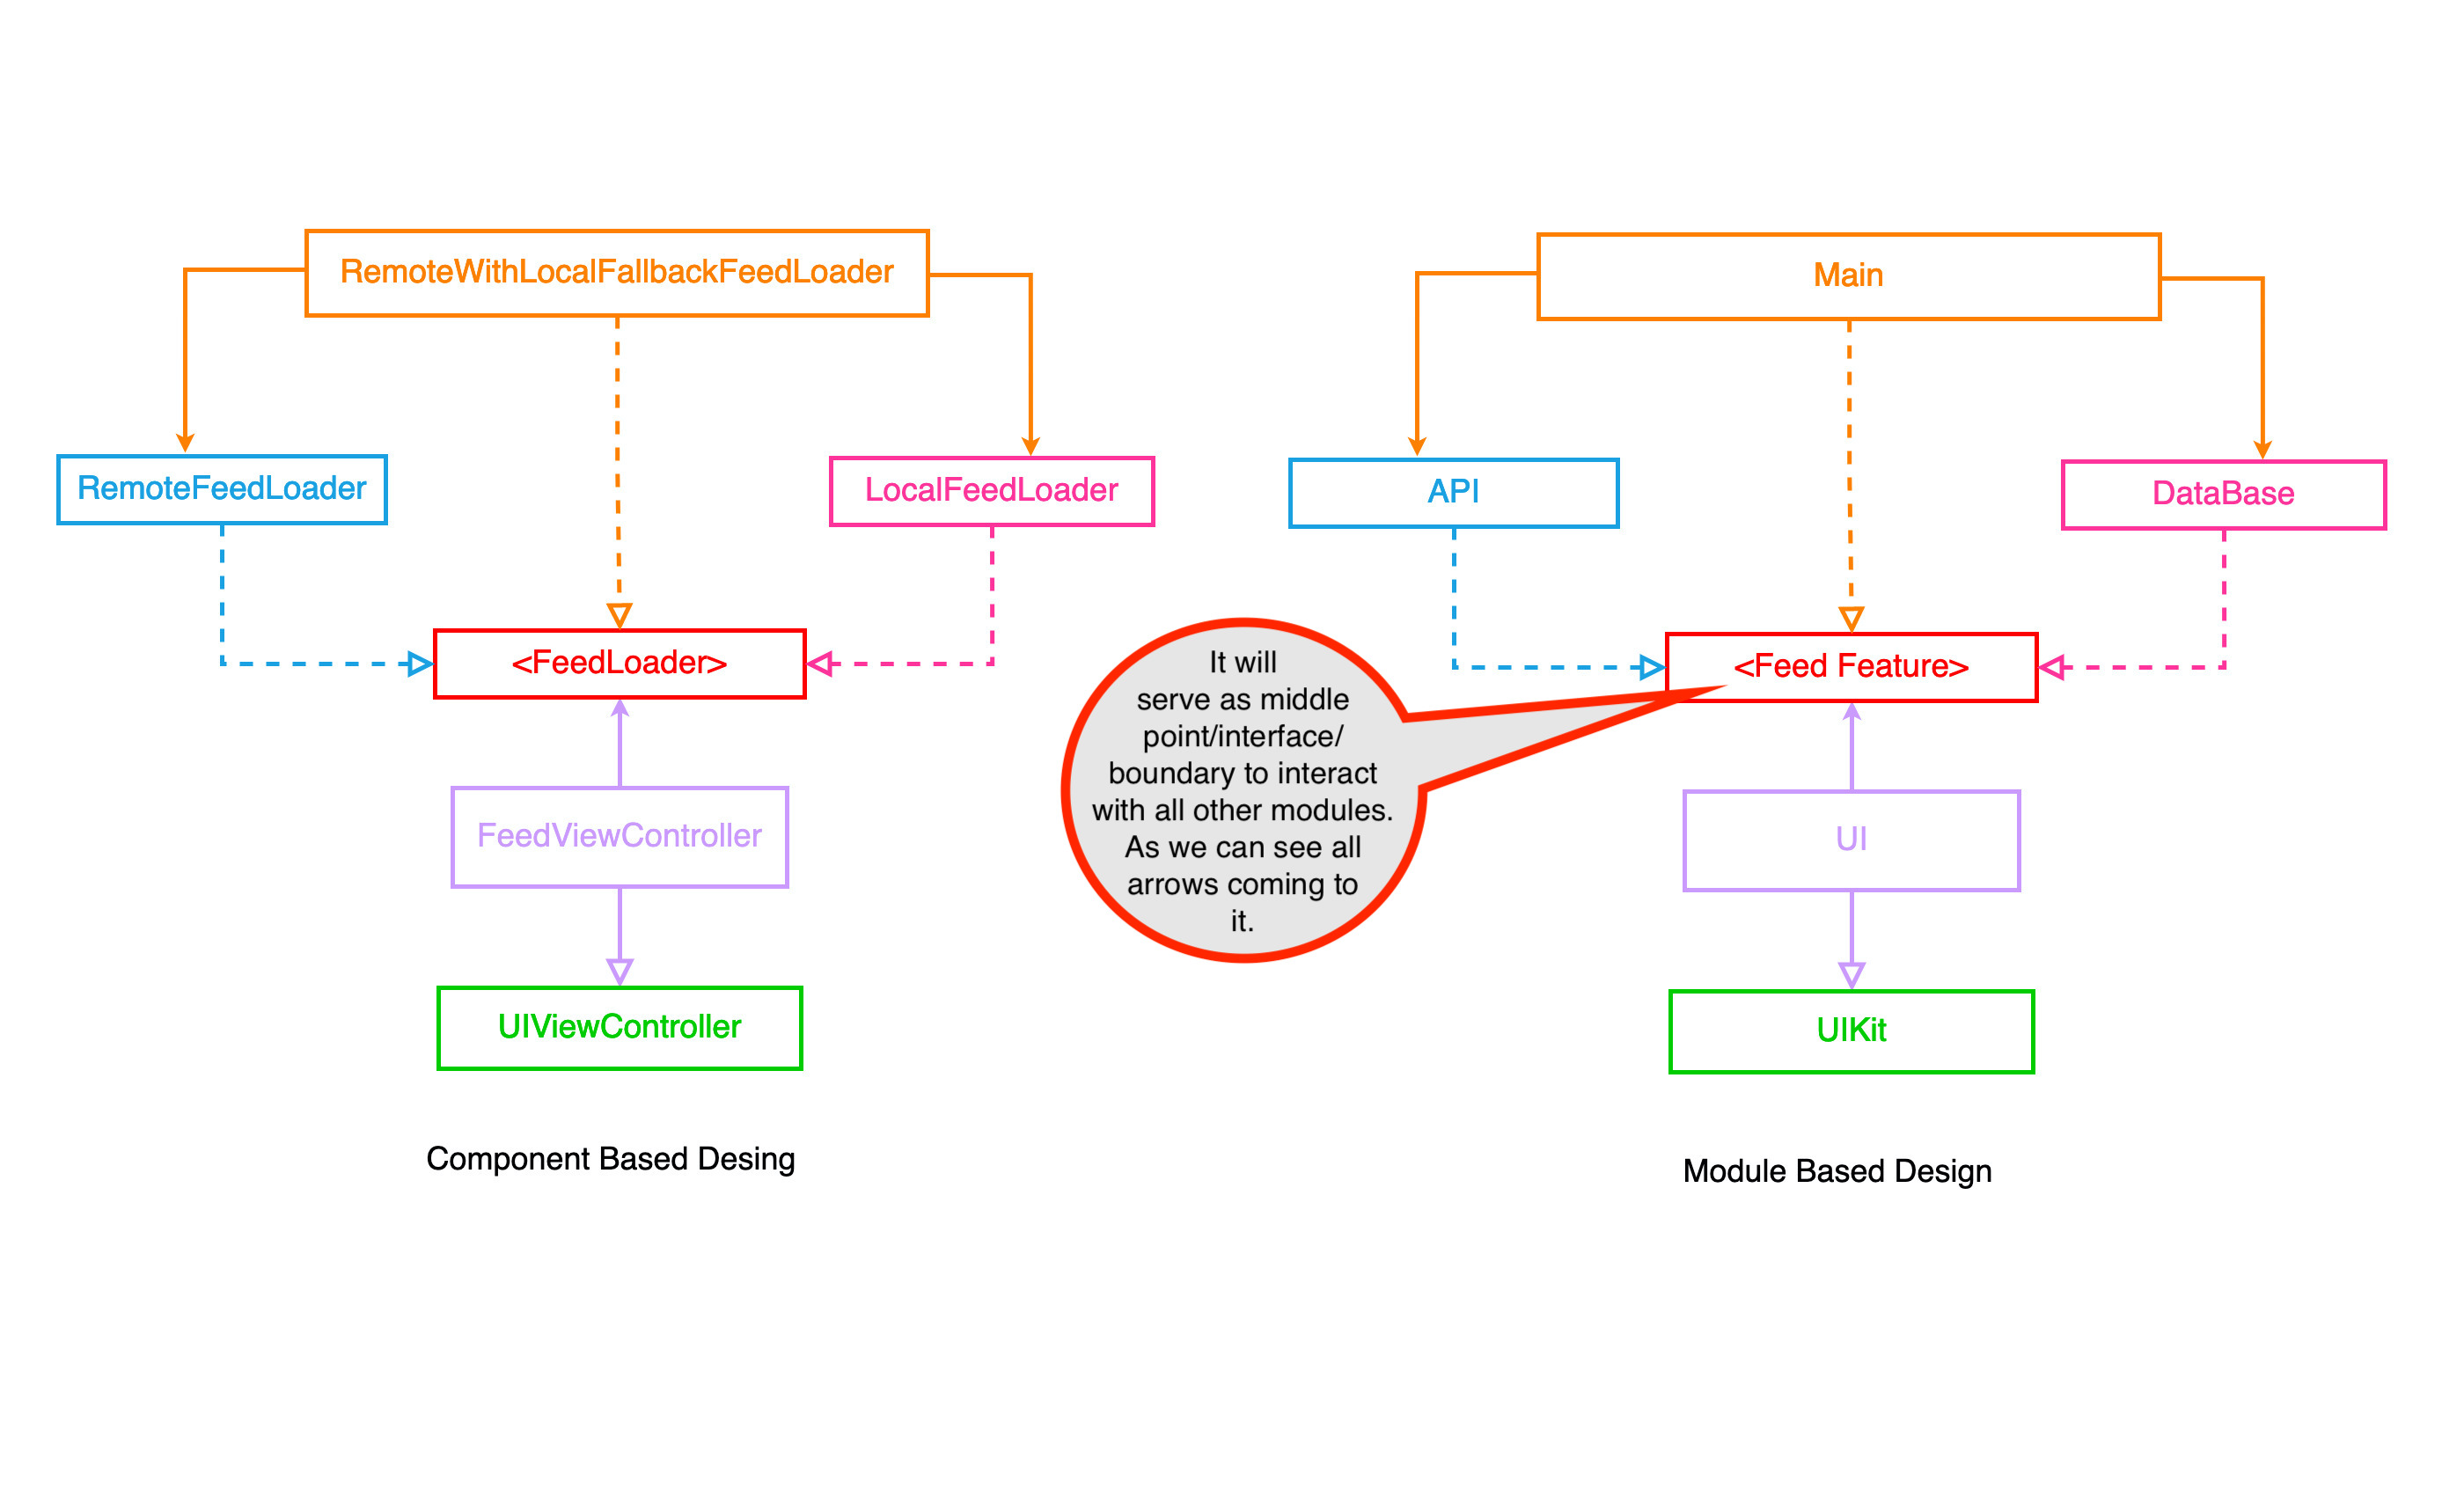 RemoteWithLocalFallbackFeedLoader
RemoteFeedLoader
LocalFeedLoader
<FeedLoader>
FeedViewController
UIViewController
Component Based Desing
Main
API
DataBase
<Feed Feature>
UI
UIKit
Module Based Design
It will
serve as middle
point/interface/
boundary to interact
with all other modules.
As we can see all
arrows coming to
it.